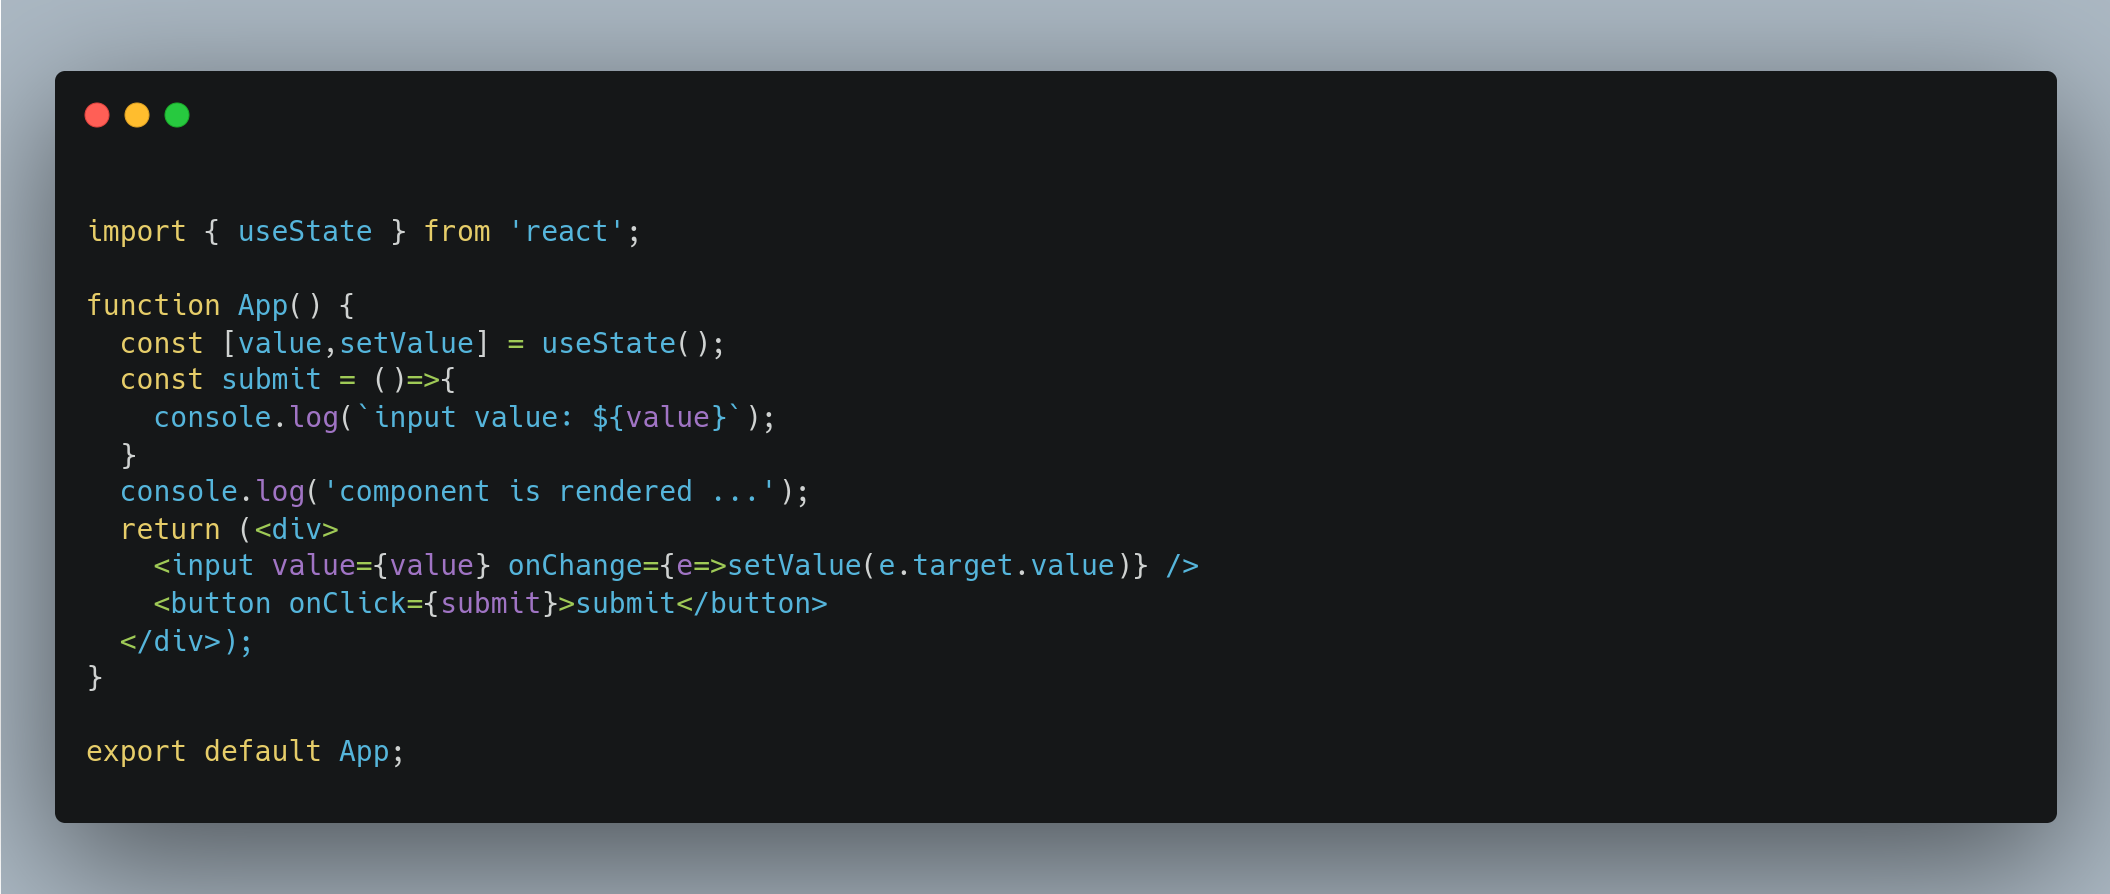 import { useState } from 'react';
function App() {
  const [value,setValue] = useState();
  const submit = ()=>{
    console.log(`input value: ${value}`);
  }
  console.log('component is rendered ...');
  return (<div>
    <input value={value} onChange={e=>setValue(e.target.value)} />
    <button onClick={submit}>submit</button>
  </div>);
}
export default App;